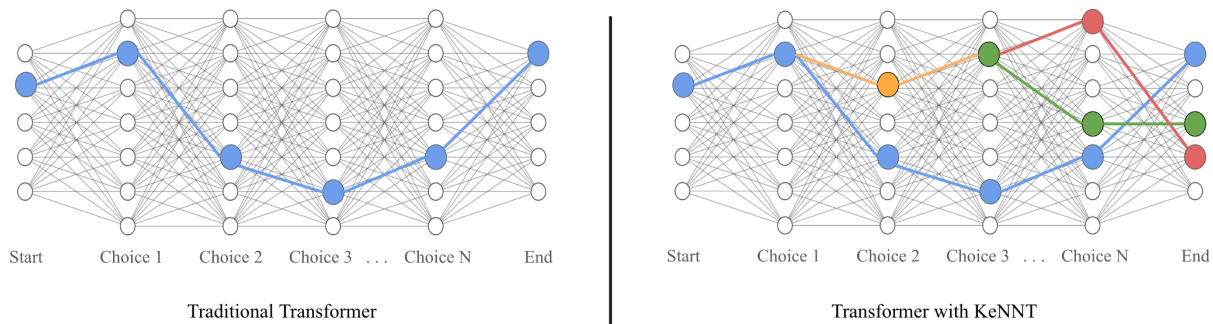 Start Choice 1 Choice 2 Choice 3 ... Choice N End
Traditional Transformer
Start Choice 1 Choice 2 Choice 3 ... Choice N End
Transformer with KeNNT